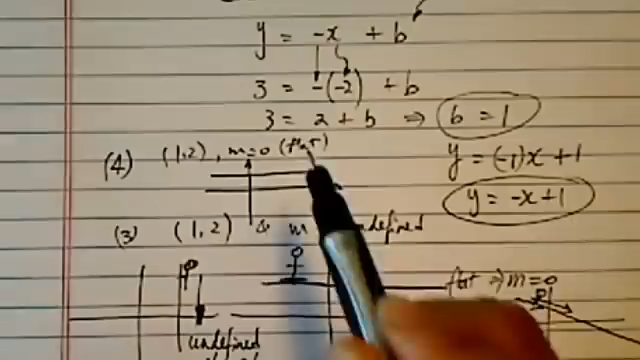 y = -x + b
3 = -(-2) + b
3 = 2 + b ⇒ b = 1
(4) (1,2), m=0 (flat)
y = (-1)x + 1
y = -x+1
(3) (1,2) & m undefined
flat ⇒ m=0
undefined